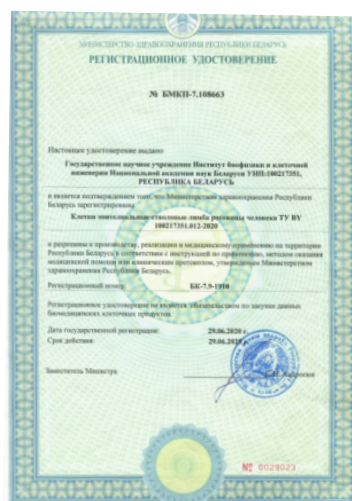 МИНИСТЕРСТВО ЗДРАВООХРАНЕНИЯ РЕСПУБЛИКИ БЕЛАРУСЬ
РЕГИСТРАЦИОННОЕ УДОСТОВЕРЕНИЕ
№ БМКП-7.108663
Настоящее удостоверение выдано
Государственное научное учреждение Институт биофизики и клеточной
инженерии Национальной академии наук Беларуси УНП:100217351,
РЕСПУБЛИКА БЕЛАРУСЬ
и является подтверждением того, что Министерством здравоохранения Республики
Беларусь зарегистрированы
Клетки эпителиальные стволовые лимба роговицы человека ТУ BY
100217351.012-2020
и разрешены к производству, реализации и медицинскому применению на территории
Республики Беларусь в соответствии с инструкцией по применению, методом оказания
медицинской помощи или клиническим протоколом, утвержденным Министерством
здравоохранения Республики Беларусь.
Регистрационный номер: БК-7.9-1910
Регистрационное удостоверение не является обязательством по закупке данных
биомедицинских клеточных продуктов.
Дата государственной регистрации: 29.06.2020 г.
Срок действия: 29.06.2025 г.
Заместитель Министра
№ 0029023